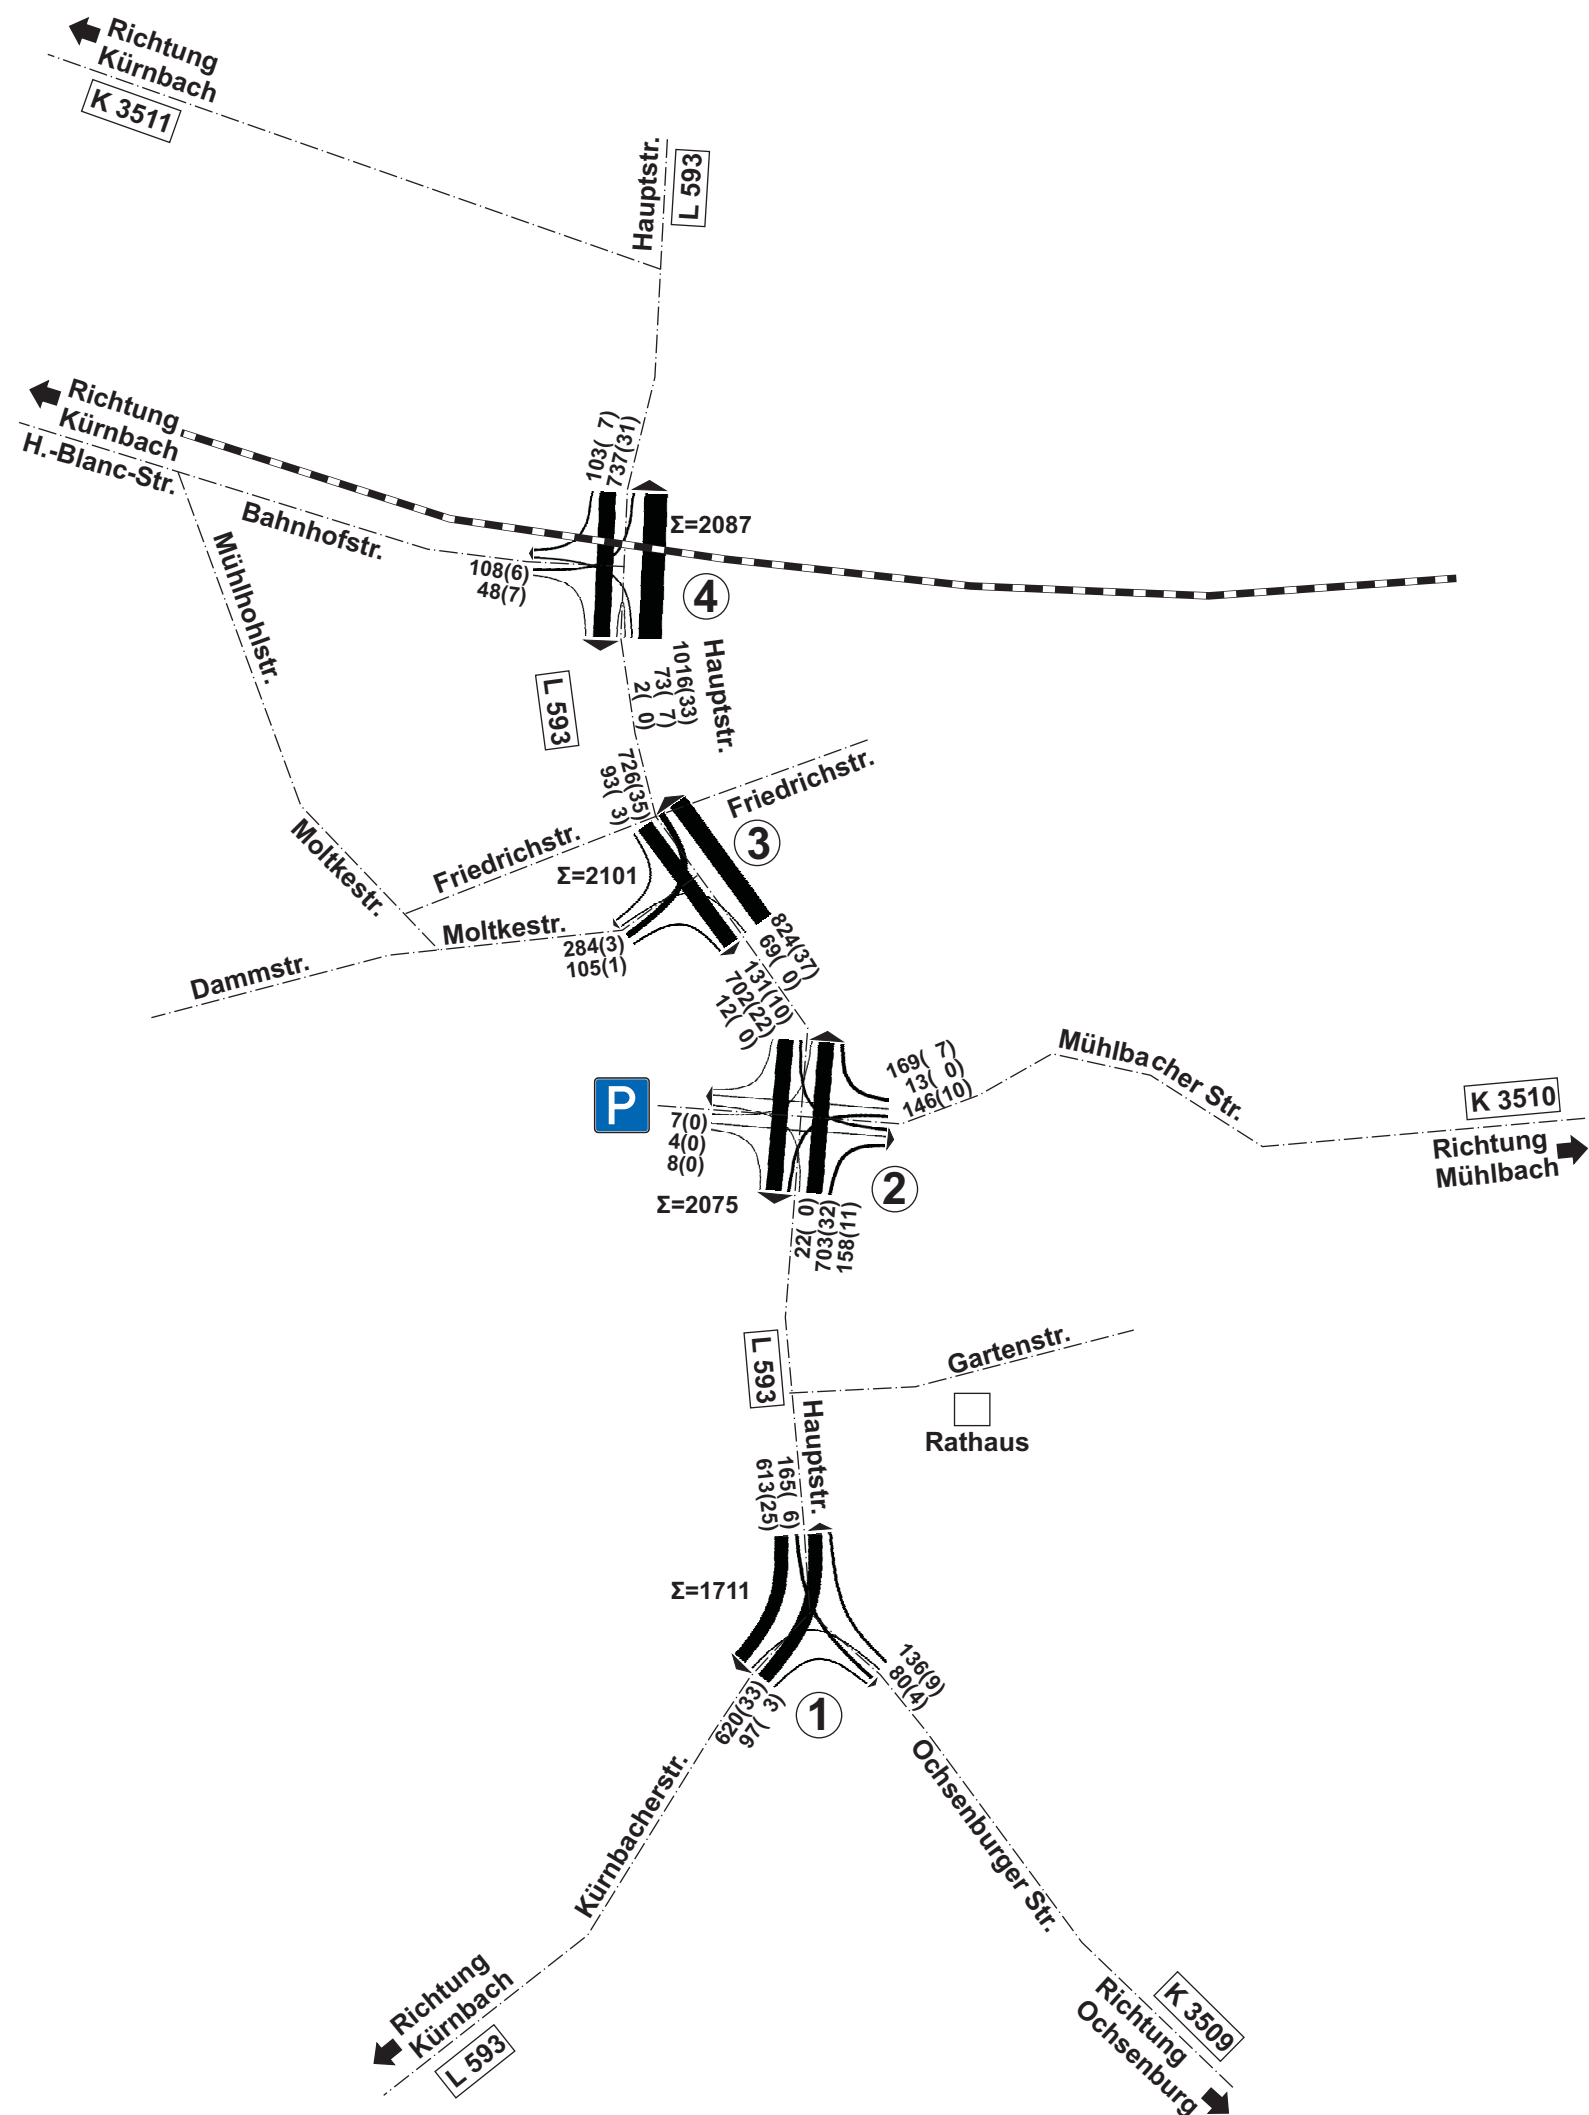 Richtung
Kürnbach
K 3511
Hauptstr.
L 593
Richtung
Kürnbach
H.-Blanc-Str.
Bahnhofstr.
Mühlhohlstr.
103( 7)
737(31)
Σ=2087
108(6)
48(7)
4
1016(33)
73( 7)
2( 0)
Hauptstr.
L 593
726(35)
93( 3)
Friedrichstr.
3
Friedrichstr.
Σ=2101
Moltkestr.
Moltkestr.
284(3)
105(1)
Dammstr.
824(37)
69( 0)
131(10)
702(22)
12( 0)
169( 7)
13( 0)
146(10)
Mühlbacher Str.
K 3510
Richtung
Mühlbach
P
7(0)
4(0)
8(0)
2
Σ=2075
22( 0)
703(32)
158(11)
L 593
Gartenstr.
Rathaus
Hauptstr.
165( 6)
613(25)
Σ=1711
136(9)
80(4)
620(33)
97( 3)
1
Kürnbacherstr.
Ochsenburger Str.
Richtung
Kürnbach
L 593
K 3509
Richtung
Ochsenburg